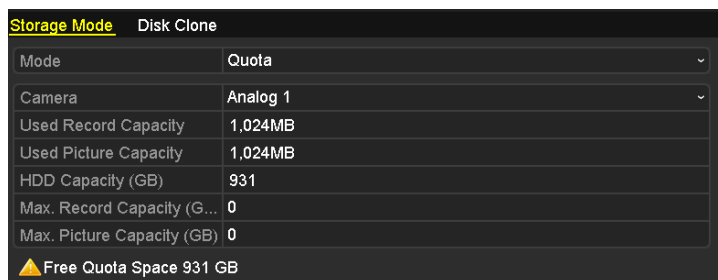 Storage Mode Disk Clone
Mode Quota
Camera Analog 1
Used Record Capacity 1,024MB
Used Picture Capacity 1,024MB
HDD Capacity (GB) 931
Max. Record Capacity (G... 0
Max. Picture Capacity (GB) 0
Free Quota Space 931 GB